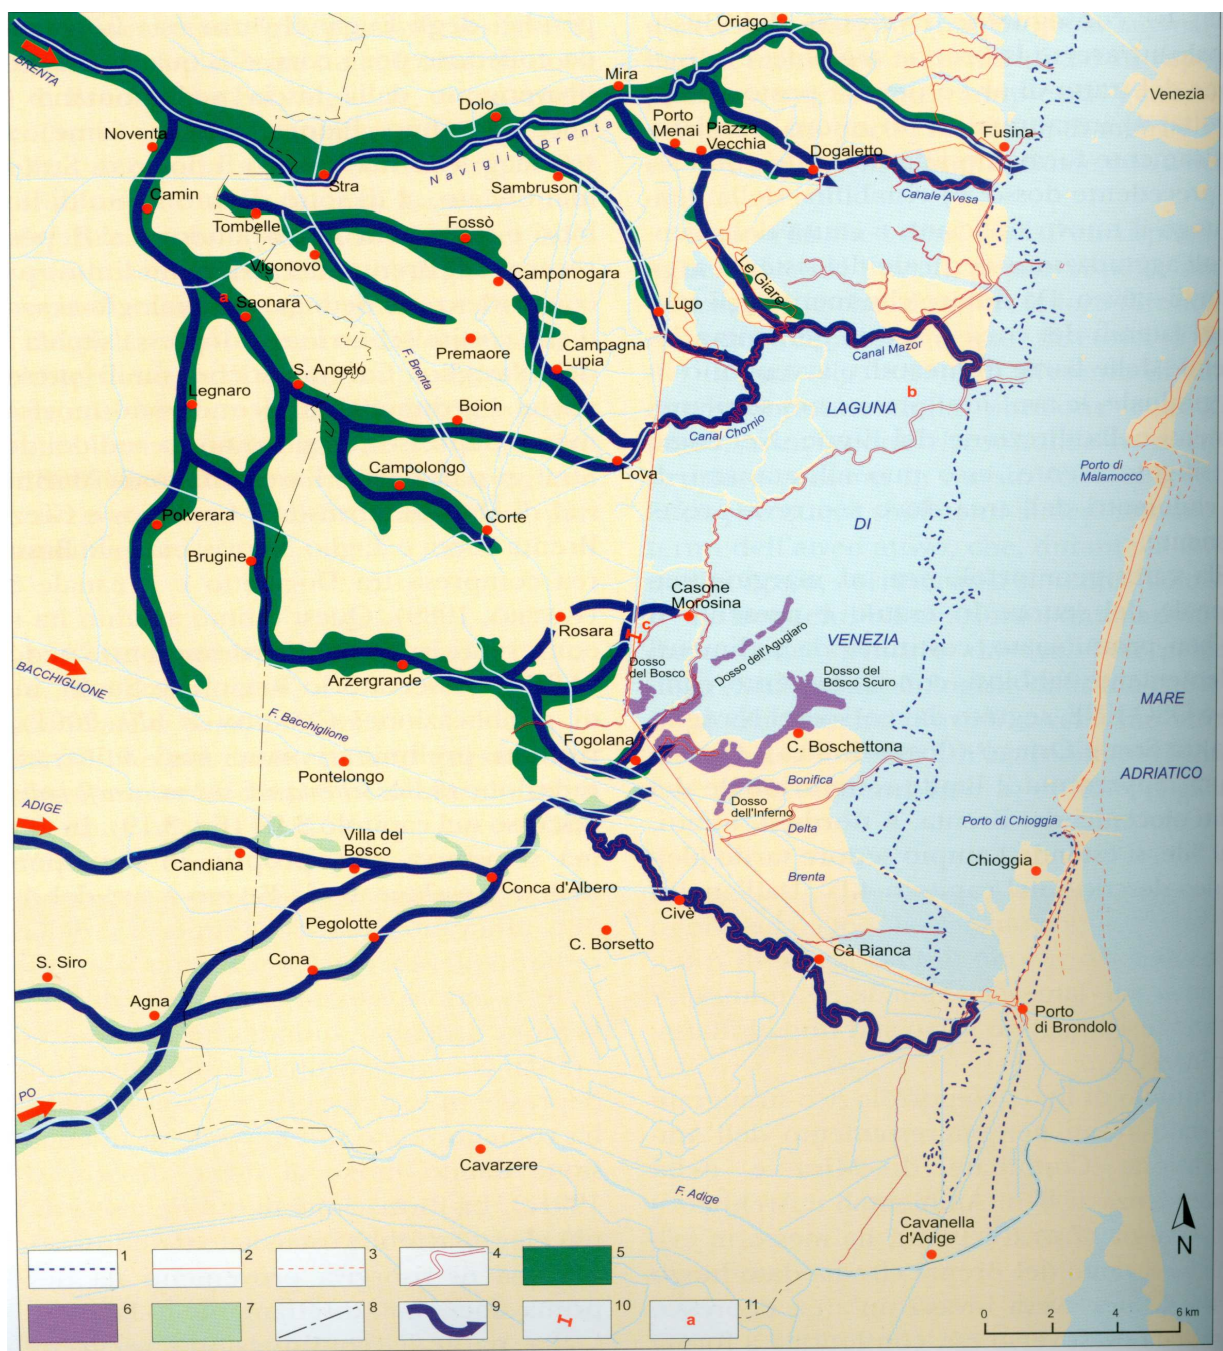 Oriago
BRENTA
Mira
Venezia
Dolo
Noventa
Porto
Menai
Piazza
Vecchia
Fusina
Naviglio Brenta
Dogaletto
Stra
Sambruson
Canale Avesa
Camin
Tombelle
Fossò
Vigonovo
Camponogara
Le Giare
a
Saonara
Lugo
Premaore
F. Brenta
Campagna
Lupia
Canal Mazor
S. Angelo
Legnaro
b
Boion
LAGUNA
Canal Chornio
Lova
Campolongo
Porto di
Malamocco
Polverara
Corte
DI
Brugine
Casone
Morosina
Rosara
c
VENEZIA
Dosso dell'Agugiaro
BACCHIGLIONE
Arzergrande
Dosso
del Bosco
Dosso del
Bosco Scuro
MARE
F. Bacchiglione
Fogolana
C. Boschettona
Pontelongo
Bonifica
ADRIATICO
ADIGE
Dosso
dell'Inferno
Delta
Porto di Chioggia
Villa del
Bosco
Candiana
Chioggia
Brenta
Conca d'Albero
Civè
Pegolotte
C. Borsetto
Cà Bianca
S. Siro
Cona
Agna
Porto
di Brondolo
PO
Cavarzere
F. Adige
Cavanella
d'Adige
N
1 2 3 4 5
6 7 8 9 10 a 11
0 2 4 6 km